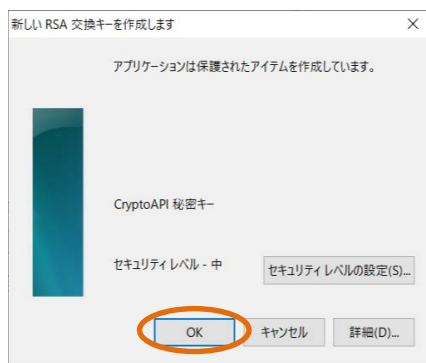 新しい RSA 交換キーを作成します
アプリケーションは保護されたアイテムを作成しています。
CryptoAPI 秘密キー
セキュリティ レベル - 中
セキュリティ レベルの設定(S)...
OK
キャンセル
詳細(D)...